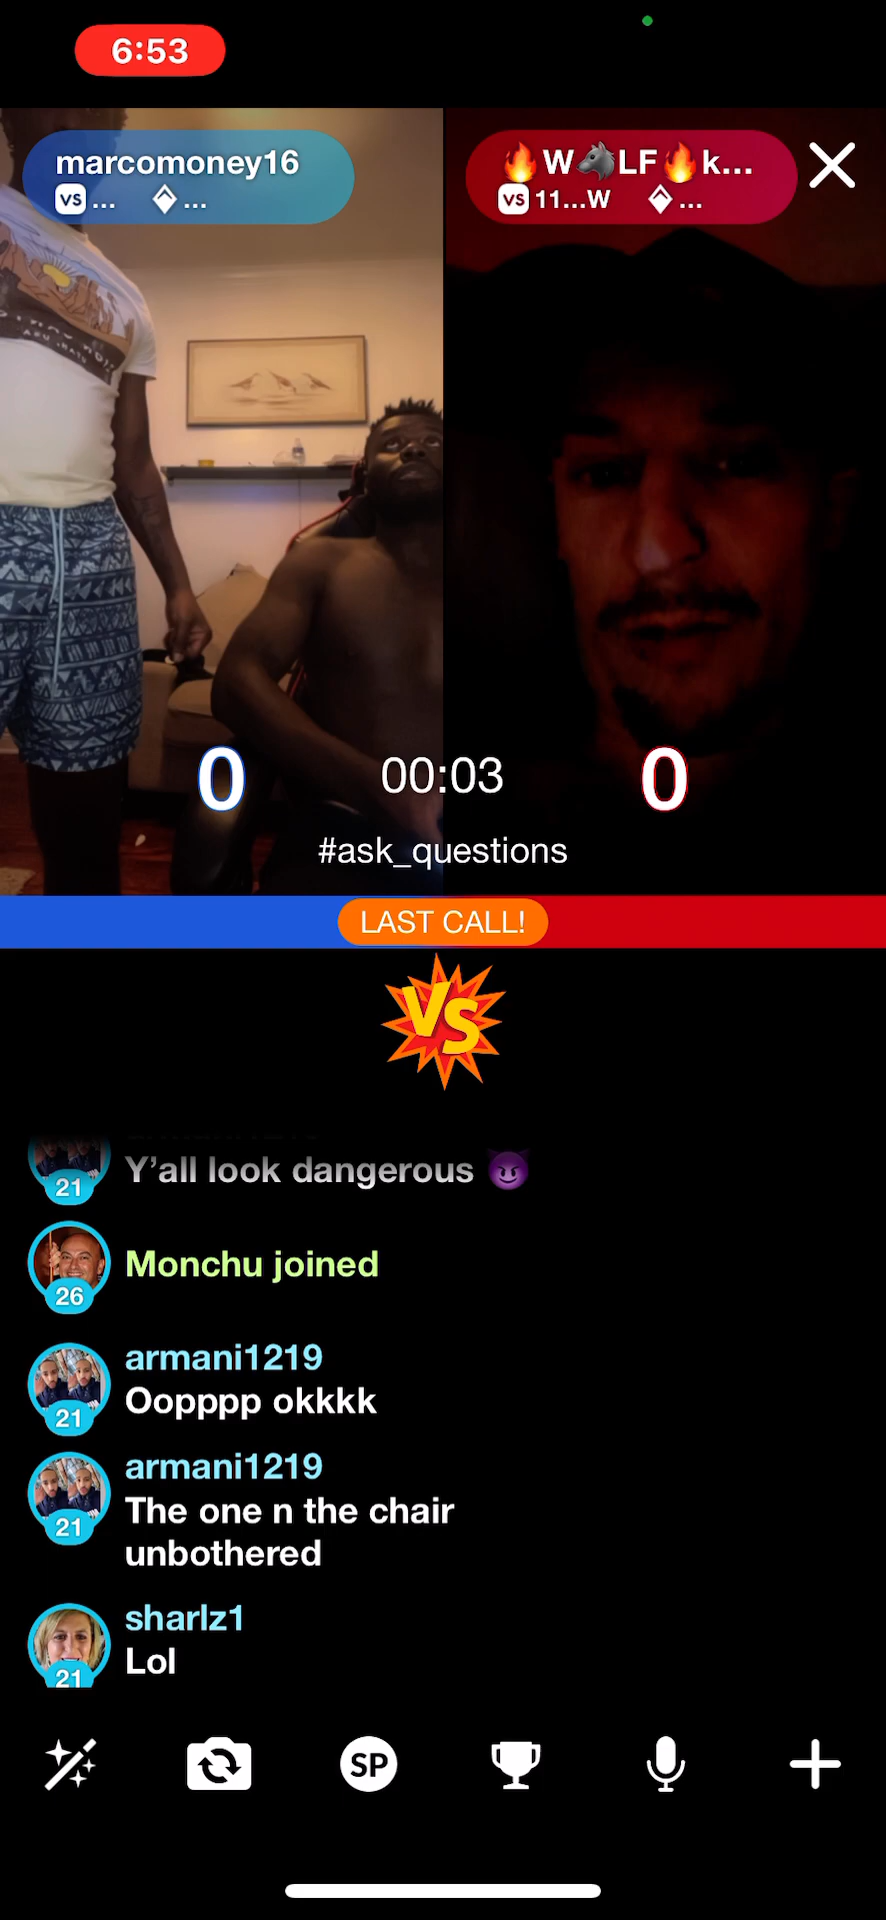 6:53
marcomoney16
VS ... ...
🔥W🐺LF🔥k...
VS 11...W ...
0
00:03
0
#ask_questions
LAST CALL!
VS
Y'all look dangerous 😈
21
Monchu joined
26
armani1219
Oopppp okkkk
21
armani1219
The one n the chair
unbothered
21
sharlz1
Lol
21
SP